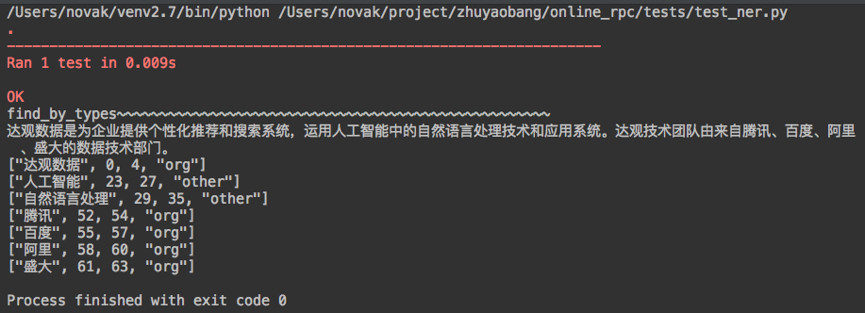 /Users/novak/venv2.7/bin/python /Users/novak/project/zhuyaobang/online_rpc/tests/test_ner.py
.
----------------------------------------------------------------------
Ran 1 test in 0.009s
OK
find_by_types~~~~~~~~~~~~~~~~~~~~~~~~~~~~~~~~~~~~~~~~~~~~~~~~~~~
达观数据是为企业提供个性化推荐和搜索系统，运用人工智能中的自然语言处理技术和应用系统。达观技术团队由来自腾讯、百度、阿里
、盛大的数据技术部门。
["达观数据", 0, 4, "org"]
["人工智能", 23, 27, "other"]
["自然语言处理", 29, 35, "other"]
["腾讯", 52, 54, "org"]
["百度", 55, 57, "org"]
["阿里", 58, 60, "org"]
["盛大", 61, 63, "org"]
Process finished with exit code 0